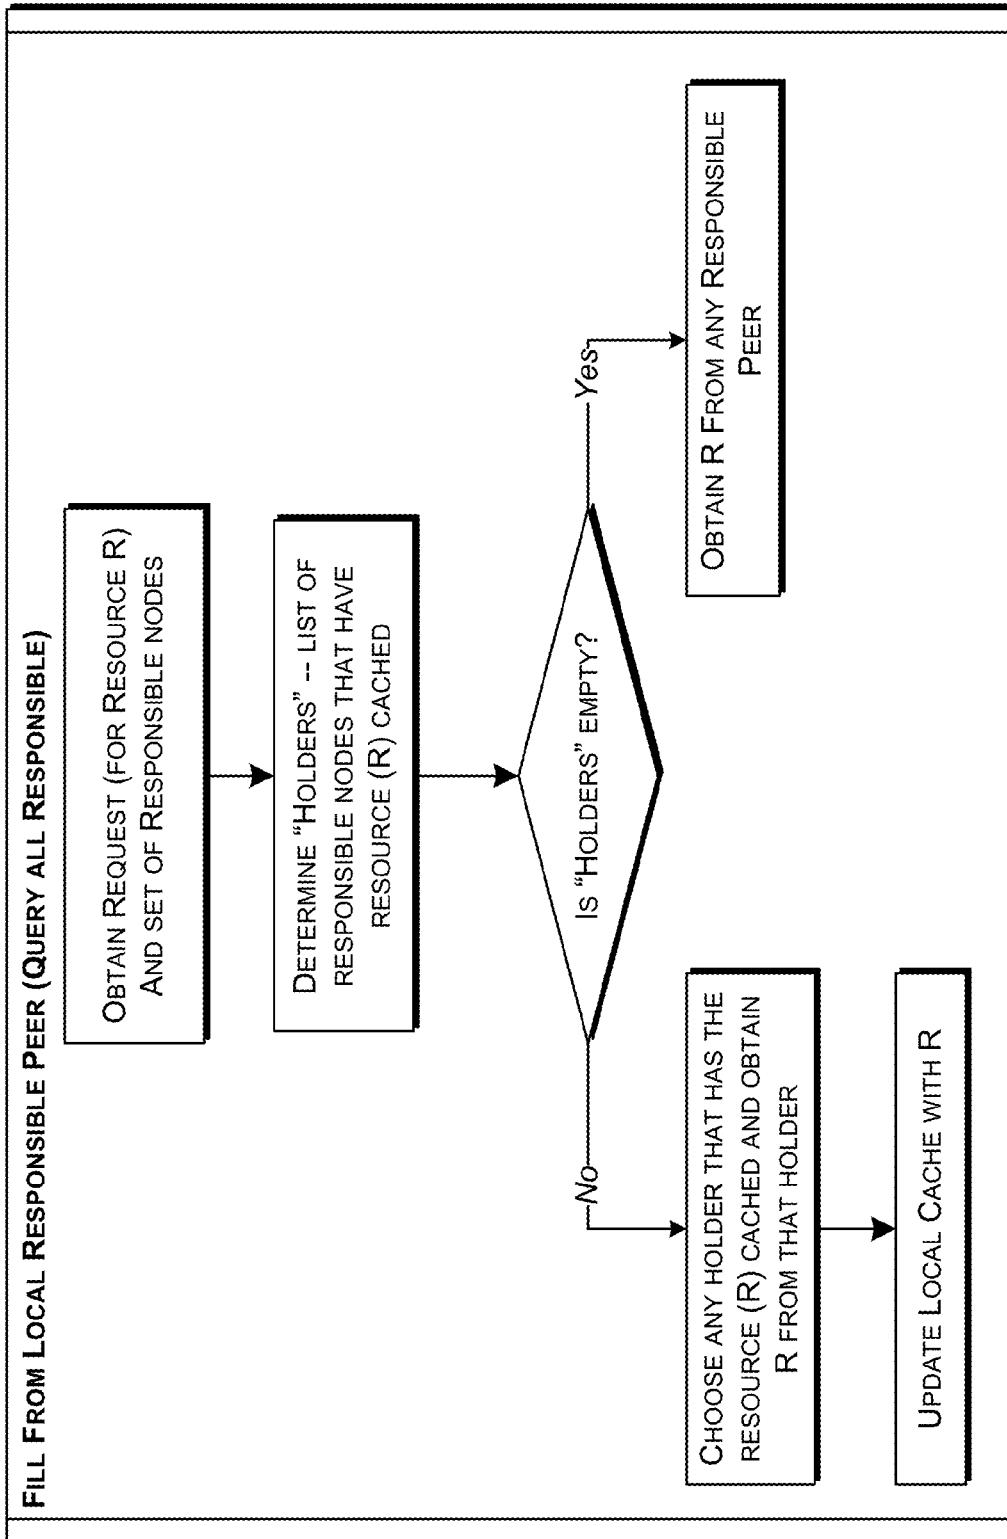 FILL FROM LOCAL RESPONSIBLE PEER (QUERY ALL RESPONSIBLE)
OBTAIN REQUEST (FOR RESOURCE R)
AND SET OF RESPONSIBLE NODES
DETERMINE “HOLDERS” -- LIST OF
RESPONSIBLE NODES THAT HAVE
RESOURCE (R) CACHED
IS “HOLDERS” EMPTY?
No
Yes
CHOOSE ANY HOLDER THAT HAS THE
RESOURCE (R) CACHED AND OBTAIN
R FROM THAT HOLDER
OBTAIN R FROM ANY RESPONSIBLE
PEER
UPDATE LOCAL CACHE WITH R